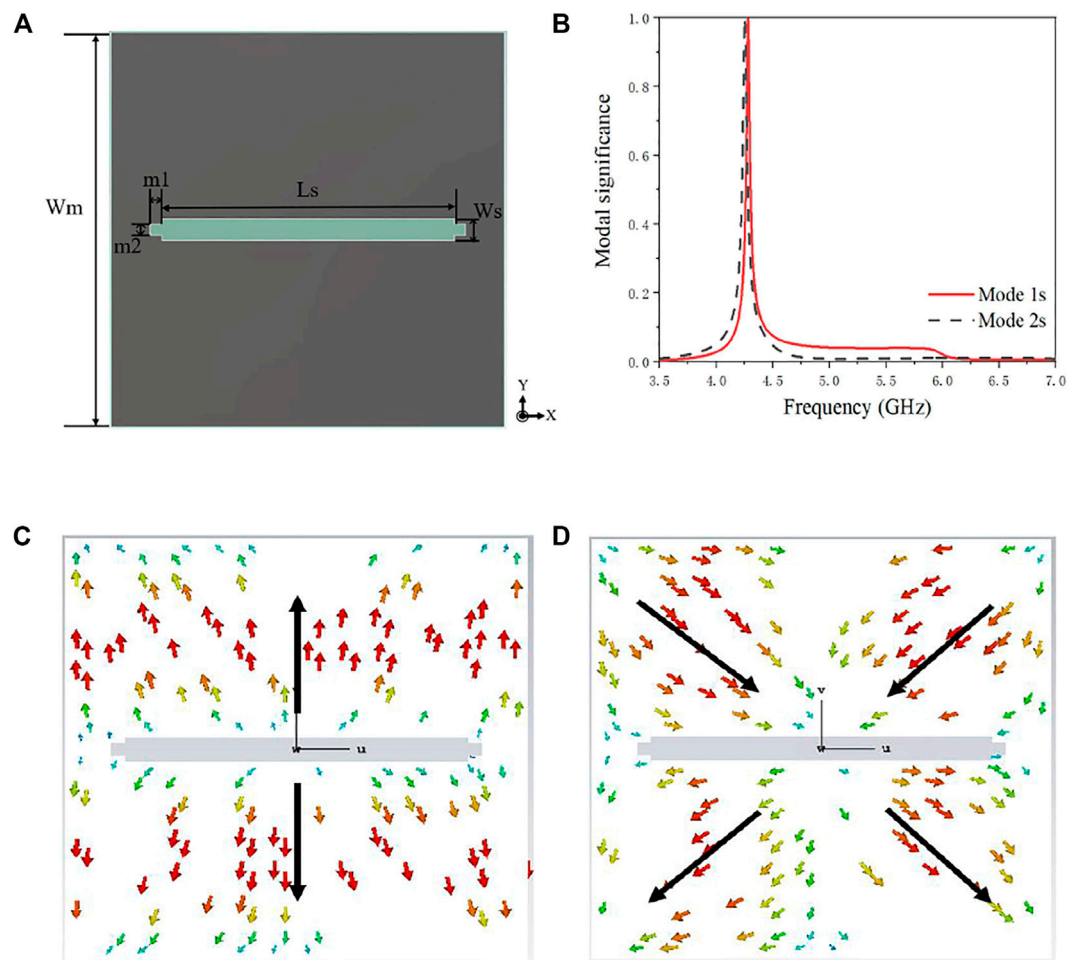 A
Wm
m1
Ls
Ws
m2
Y
X
B
Modal significance
1.0
0.8
0.6
0.4
0.2
0.0
Mode 1s
Mode 2s
3.5 4.0 4.5 5.0 5.5 6.0 6.5 7.0
Frequency (GHz)
C
w
u
D
v
w
u